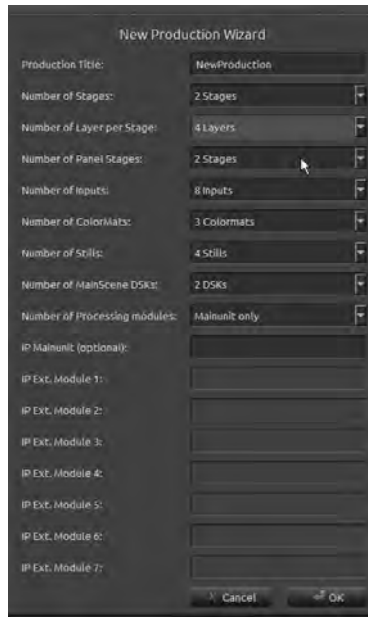 New Production Wizard
Production Title: NewProduction
Number of Stages: 2 Stages
Number of Layer per Stage: 4 Layers
Number of Panel Stages: 2 Stages
Number of Inputs: 8 Inputs
Number of ColorMats: 3 Colormats
Number of Stills: 4 Stills
Number of MainScene DSKs: 2 DSKs
Number of Processing modules: Mainunit only
IP Mainunit (optional):
IP Ext. Module 1:
IP Ext. Module 2:
IP Ext. Module 3:
IP Ext. Module 4:
IP Ext. Module 5:
IP Ext. Module 6:
IP Ext. Module 7:
Cancel OK